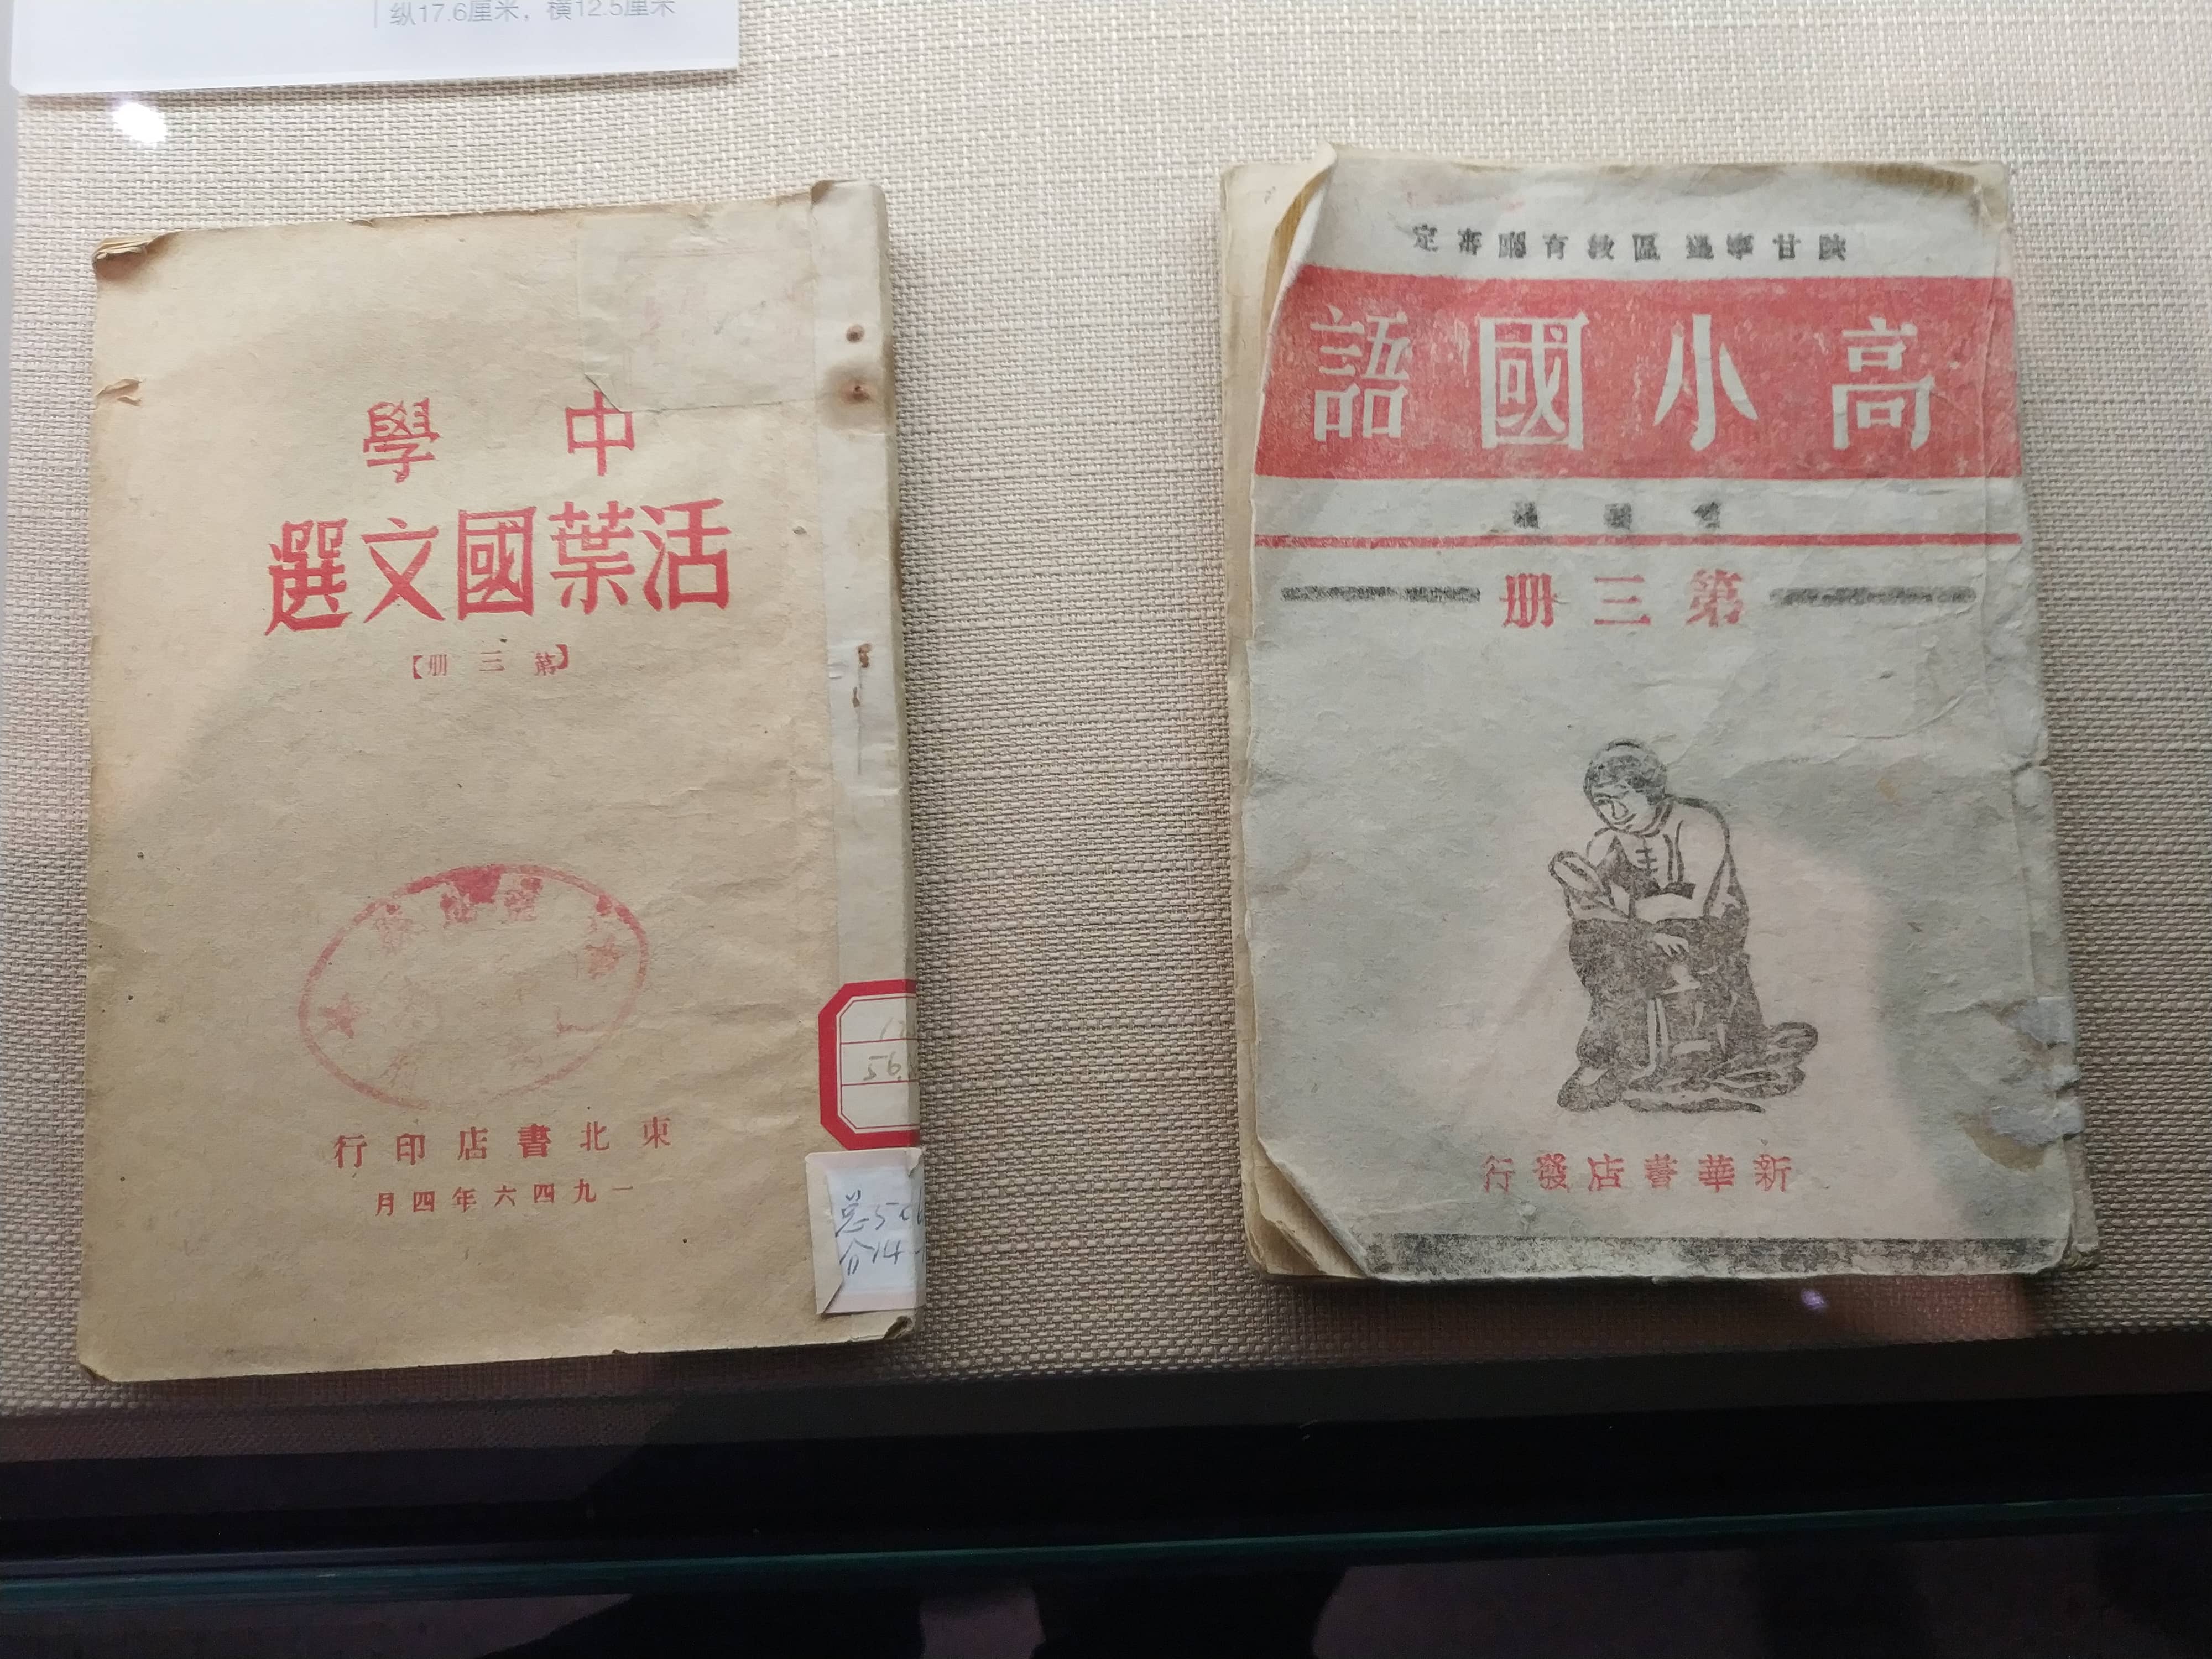 纵17.6厘米，横12.5厘米
中學
活葉國文選
【第三册】
東北書店印行
一九四六年四月
陝甘寧邊區教育廳審定
高小國語
第三册
新華書店發行